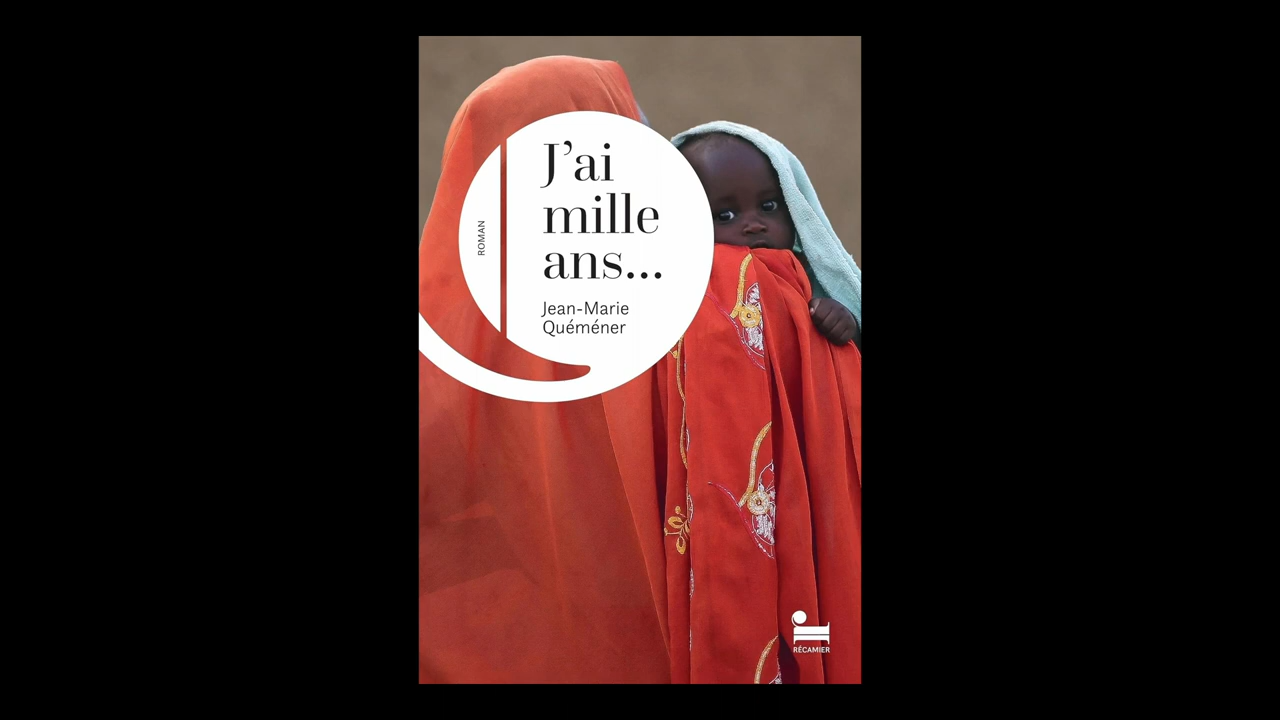 J’ai
mille
ans...
Jean-Marie
Quéméner
ROMAN
RÉCAMIER